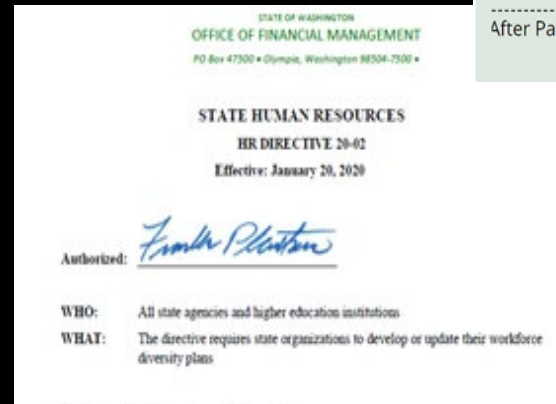 STATE OF WASHINGTON
OFFICE OF FINANCIAL MANAGEMENT
PO Box 47500 • Olympia, Washington 98504-7500 •
After Pa
STATE HUMAN RESOURCES
HR DIRECTIVE 20-02
Effective: January 20, 2020
Authorized:
WHO: All state agencies and higher education institutions
WHAT: The directive requires state organizations to develop or update their workforce
diversity plans